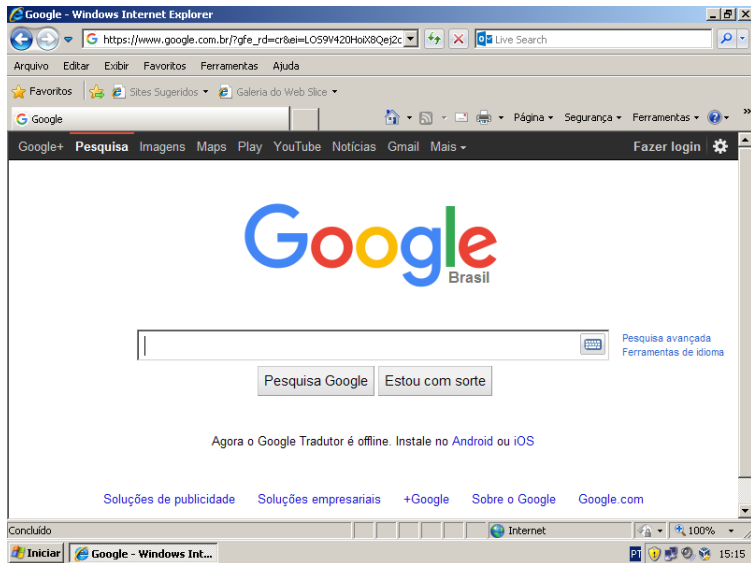 Google - Windows Internet Explorer
https://www.google.com.br/?gfe_rd=cr&ei=LOS9V420HoiX8Qej2c
Live Search
Arquivo Editar Exibir Favoritos Ferramentas Ajuda
Favoritos Sites Sugeridos Galeria do Web Slice
Google Página Segurança Ferramentas »
Google+ Pesquisa Imagens Maps Play YouTube Notícias Gmail Mais Fazer login
Google
Brasil
Pesquisa avançada
Ferramentas de idioma
Pesquisa Google Estou com sorte
Agora o Google Tradutor é offline. Instale no Android ou iOS
Soluções de publicidade Soluções empresariais +Google Sobre o Google Google.com
Concluído Internet 100%
Iniciar Google - Windows Int... PT 15:15